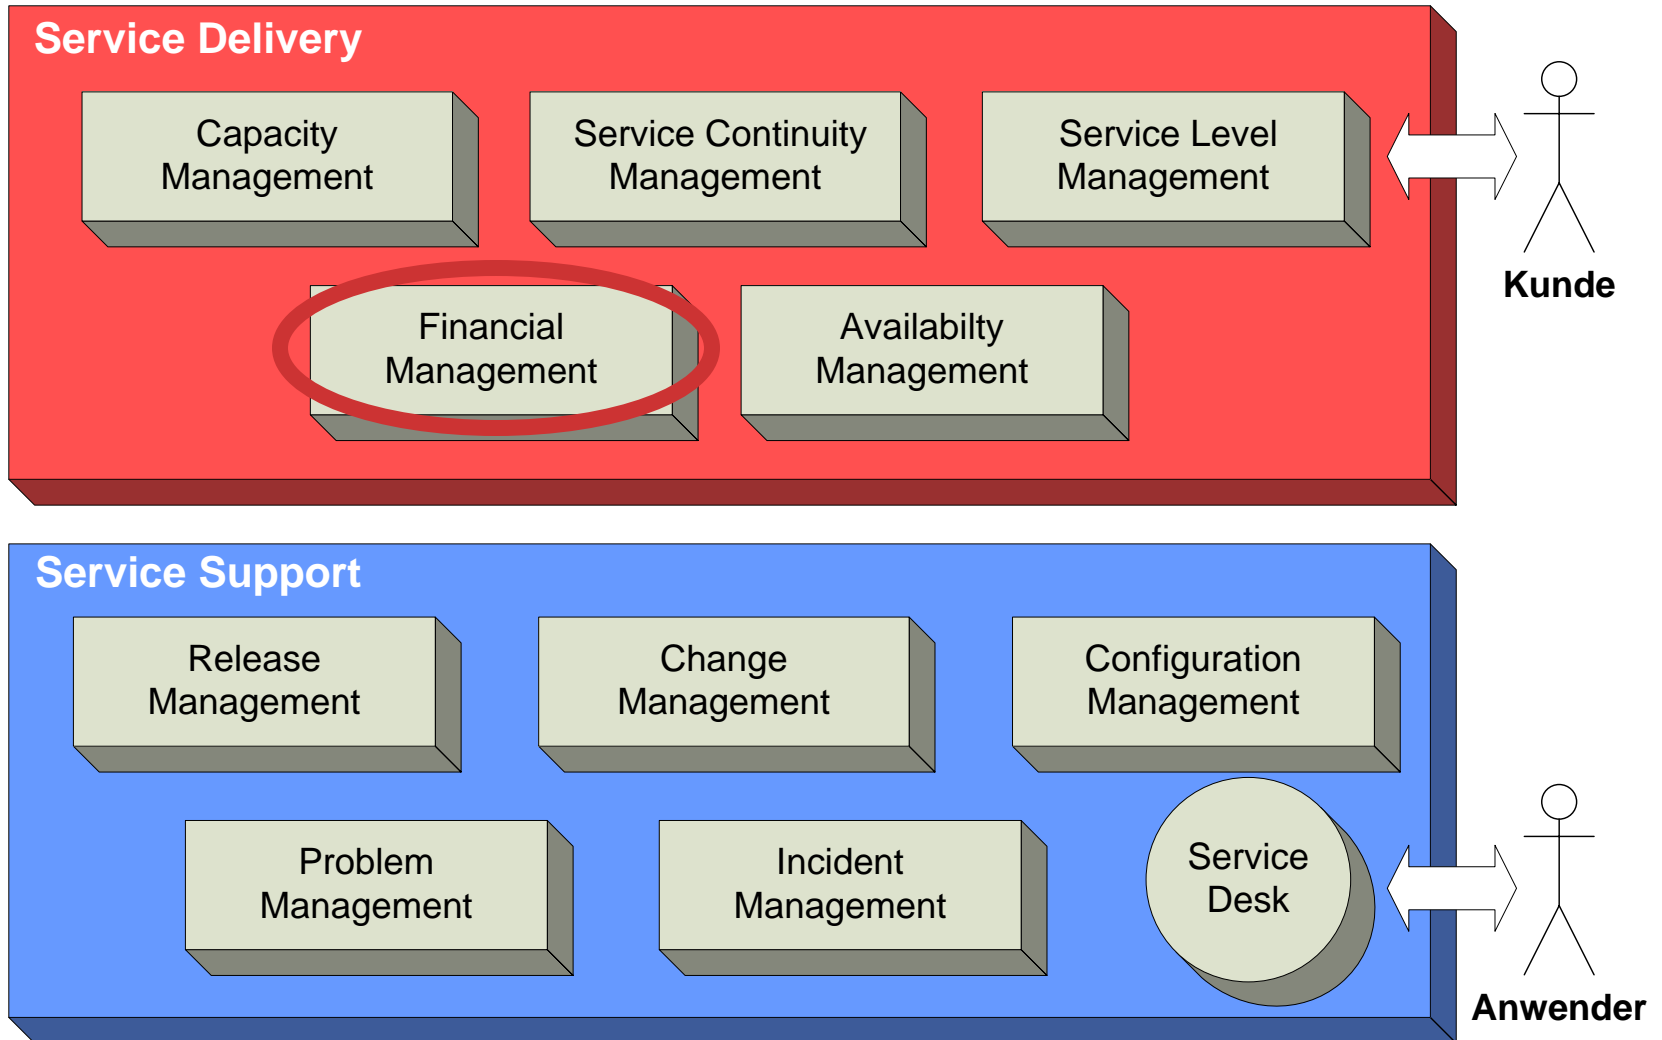 Service Delivery
Capacity
Management
Service Continuity
Management
Service Level
Management
Kunde
Financial
Management
Availabilty
Management
Service Support
Release
Management
Change
Management
Configuration
Management
Problem
Management
Incident
Management
Service
Desk
Anwender